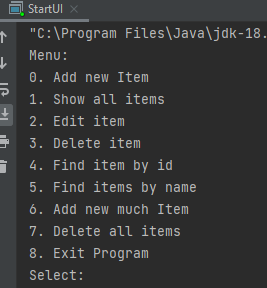 StartUI
"C:\Program Files\Java\jdk-18.
Menu:
0. Add new Item
1. Show all items
2. Edit item
3. Delete item
4. Find item by id
5. Find items by name
6. Add new much Item
7. Delete all items
8. Exit Program
Select: